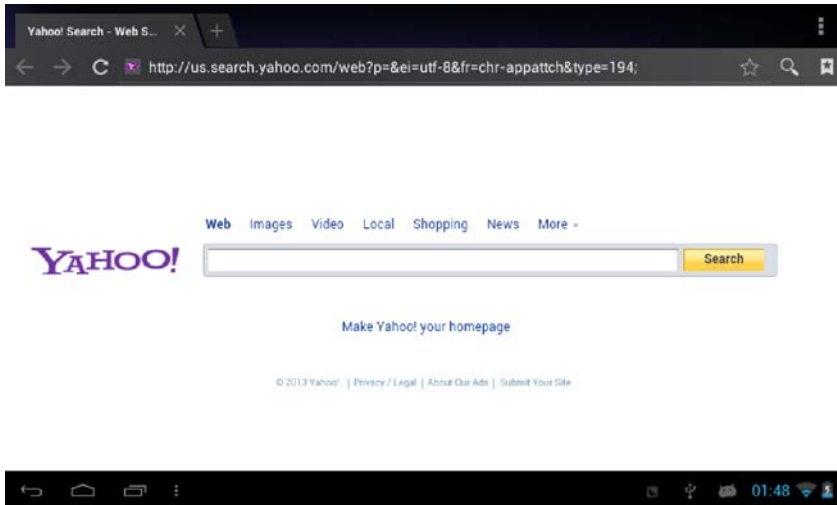 Yahoo! Search - Web S...
http://us.search.yahoo.com/web?p=&ei=utf-8&fr=chr-appattch&type=194;
Web Images Video Local Shopping News More
YAHOO! Search
Make Yahoo! your homepage
© 2013 Yahoo! | Privacy / Legal | About Our Ads | Submit Your Site
01:48